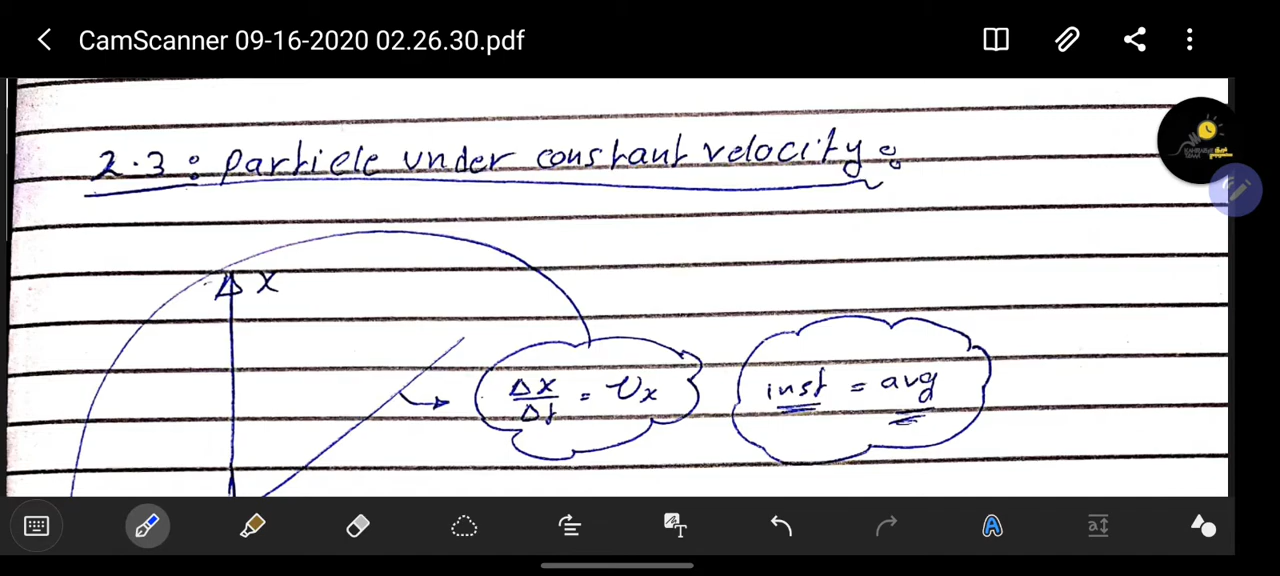 CamScanner 09-16-2020 02.26.30.pdf
2.3: particle under constant velocity:
X
Δx/Δt = Vx
inst = avg
T
A
a